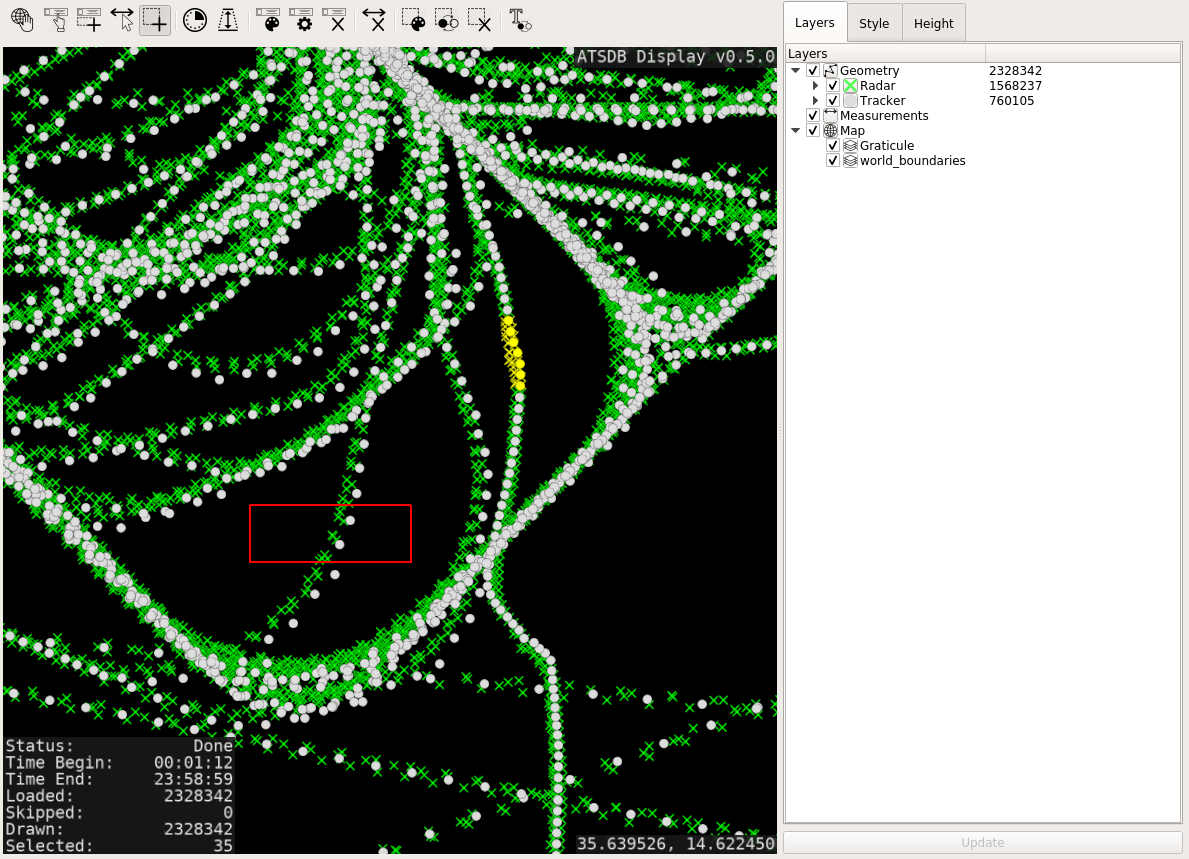 Layers
Style
Height
ATSDB Display v0.5.0
Layers
Geometry 2328342
Radar 1568237
Tracker 760105
Measurements
Map
Graticule
world_boundaries
Status: Done
Time Begin: 00:01:12
Time End: 23:58:59
Loaded: 2328342
Skipped: 0
Drawn: 2328342
Selected: 35
35.639526, 14.622450
Update